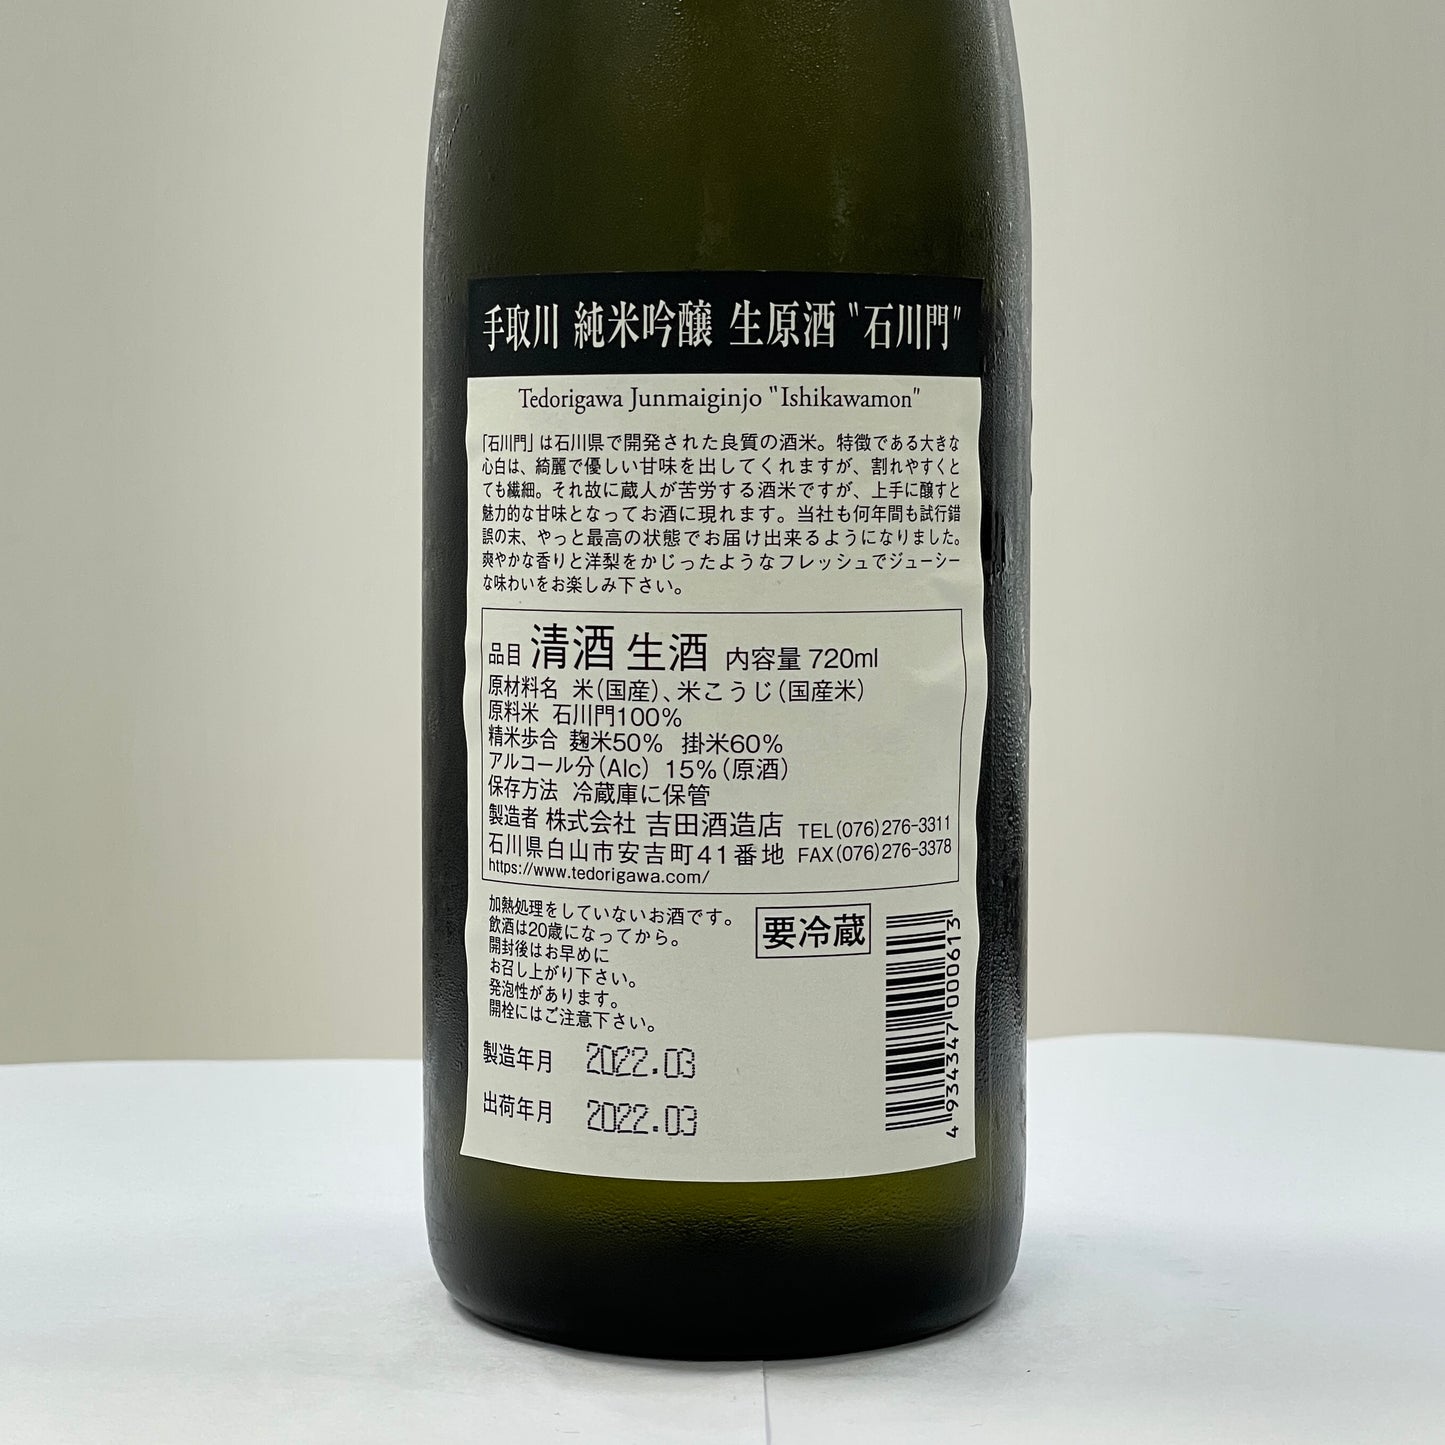 手取川 純米吟醸 生原酒 〝石川門〟
Tedorigawa Junmaiginjo "Ishikawamon"
「石川門」は石川県で開発された良質の酒米。特徴である大きな
心白は、綺麗で優しい甘味を出してくれますが、割れやすくと
ても繊細。それ故に蔵人が苦労する酒米ですが、上手に醸すと
魅力的な甘味となってお酒に現れます。当社も何年間も試行錯
誤の末、やっと最高の状態でお届け出来るようになりました。
爽やかな香りと洋梨をかじったようなフレッシュでジューシー
な味わいをお楽しみ下さい。
品目 清酒 生酒 内容量 720ml
原材料名 米(国産)、米こうじ(国産米)
原料米 石川門100%
精米歩合 麹米50% 掛米60%
アルコール分(Alc) 15%(原酒)
保存方法 冷蔵庫に保管
製造者 株式会社 吉田酒造店 TEL(076)276-3311
石川県白山市安吉町41番地 FAX(076)276-3378
https://www.tedorigawa.com/
加熱処理をしていないお酒です。
飲酒は20歳になってから。
開封後はお早めに
お召し上がり下さい。
発泡性があります。
開栓にはご注意下さい。
要冷蔵
製造年月 2022.03
出荷年月 2022.03
4 934347 000613